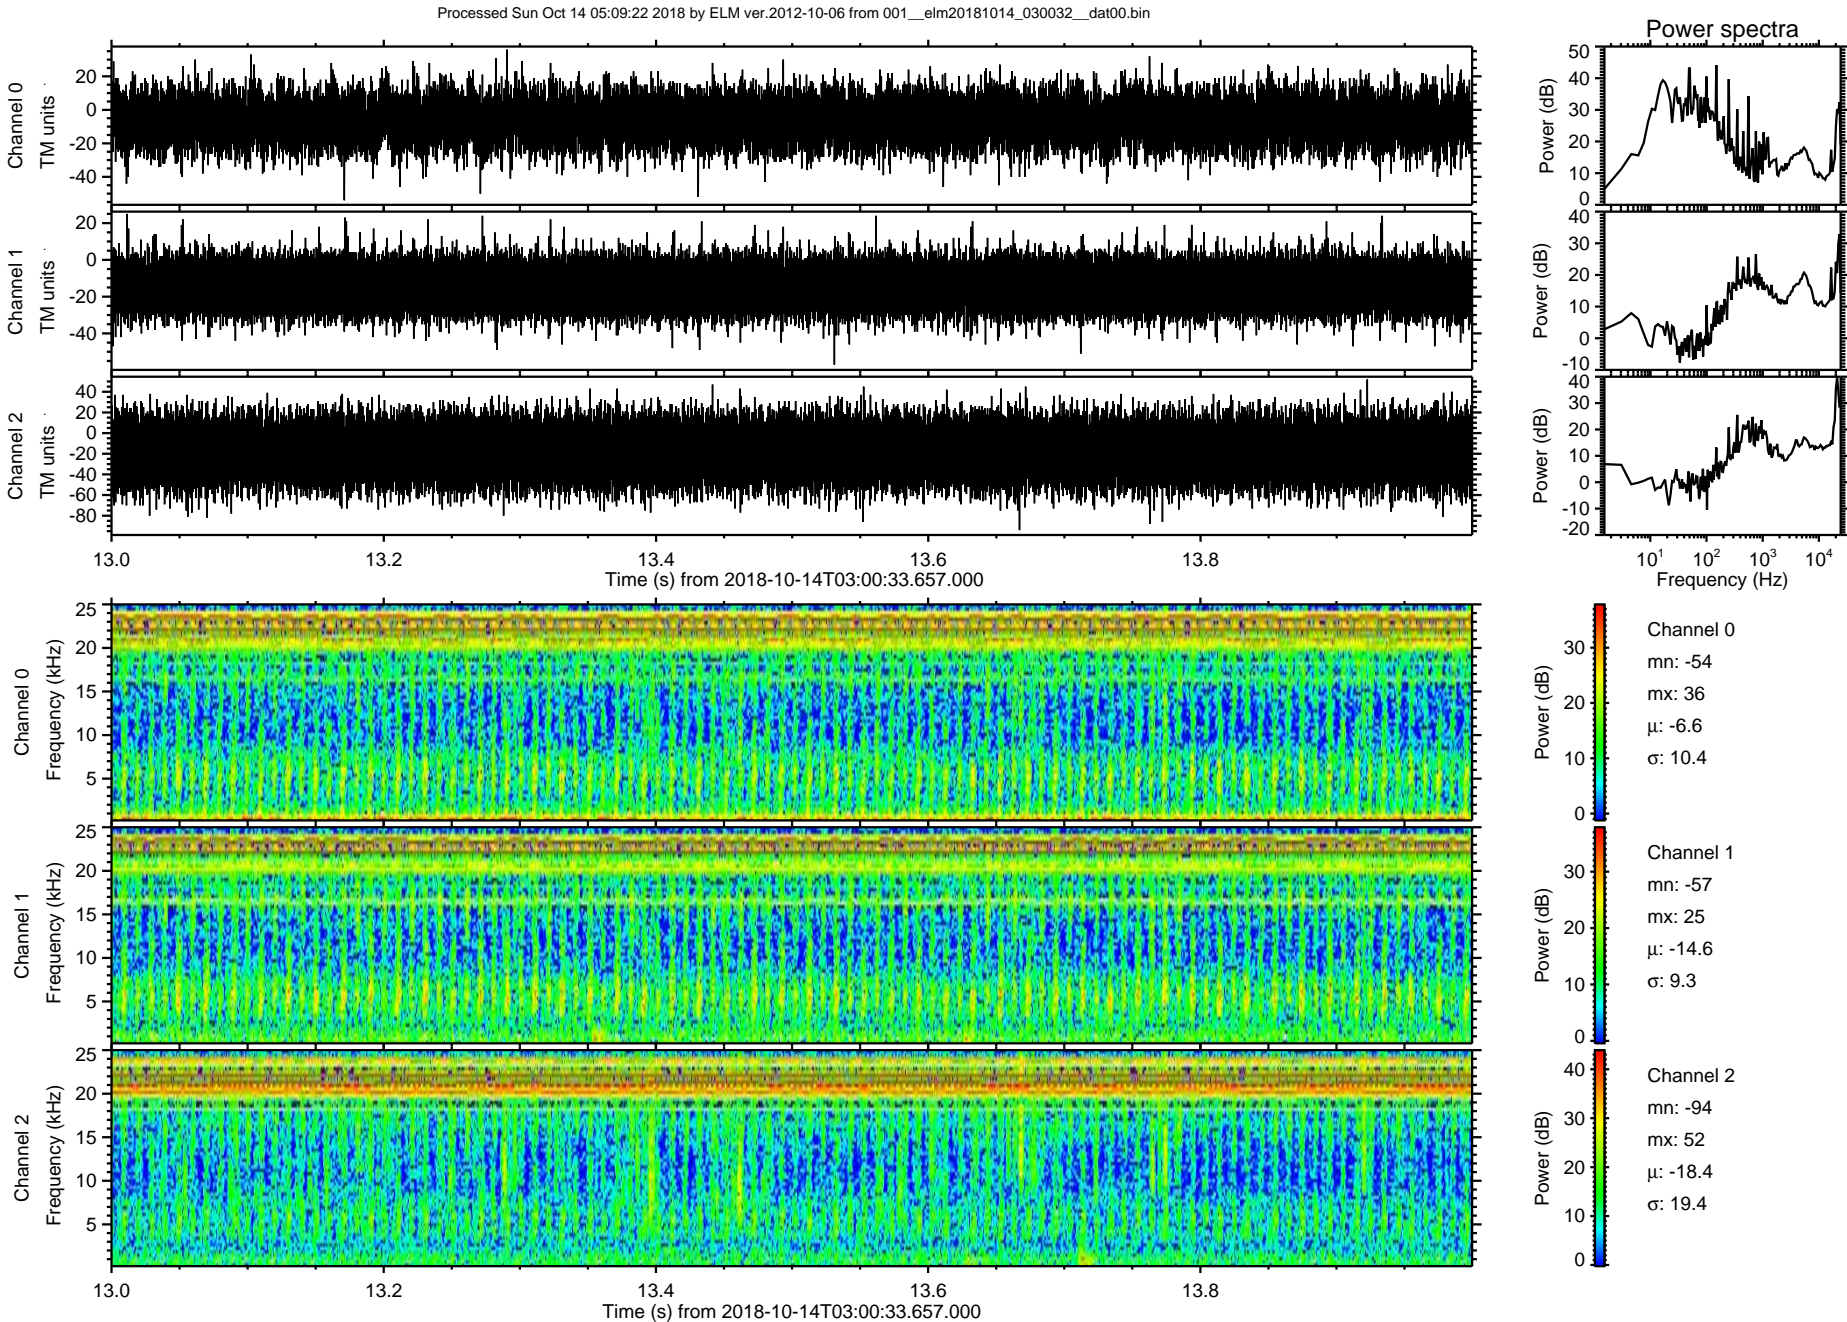 Processed Sun Oct 14 05:09:22 2018 by ELM ver.2012-10-06 from 001__elm20181014_030032__dat00.bin
Power spectra
Channel 0
TM units
20
0
-20
-40
Power (dB)
50
40
30
20
10
0
Channel 1
TM units
20
0
-20
-40
Power (dB)
40
30
20
10
0
-10
Channel 2
TM units
40
20
0
-20
-40
-60
-80
Power (dB)
40
30
20
10
0
-10
-20
13.0 13.2 13.4 13.6 13.8
Time (s) from 2018-10-14T03:00:33.657.000
10¹ 10² 10³ 10⁴
Frequency (Hz)
Channel 0
Frequency (kHz)
25
20
15
10
5
Power (dB)
30
20
10
0
Channel 0
mn: -54
mx: 36
μ: -6.6
σ: 10.4
Channel 1
Frequency (kHz)
25
20
15
10
5
Power (dB)
30
20
10
0
Channel 1
mn: -57
mx: 25
μ: -14.6
σ: 9.3
Channel 2
Frequency (kHz)
25
20
15
10
5
Power (dB)
40
30
20
10
0
Channel 2
mn: -94
mx: 52
μ: -18.4
σ: 19.4
13.0 13.2 13.4 13.6 13.8
Time (s) from 2018-10-14T03:00:33.657.000